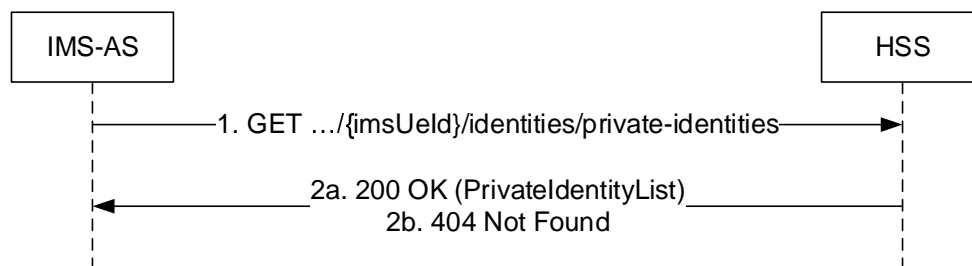 IMS-AS
HSS
1. GET …/{imsUeId}/identities/private-identities
2a. 200 OK (PrivateIdentityList)
2b. 404 Not Found